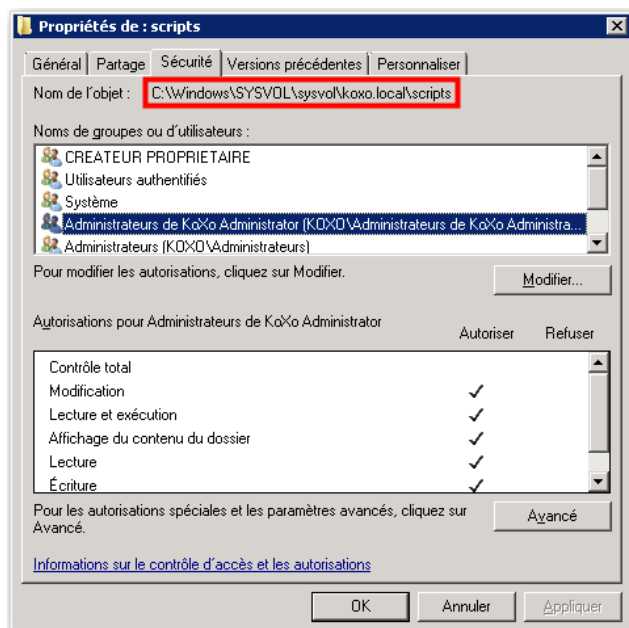 Propriétés de : scripts
Général Partage Sécurité Versions précédentes Personnaliser
Nom de l'objet : C:\Windows\SYSVOL\sysvol\koxo.local\scripts
Noms de groupes ou d'utilisateurs :
CREATEUR PROPRIETAIRE
Utilisateurs authentifiés
Système
Administrateurs de KoXo Administrator (KOXO\Administrateurs de KoXo Administra...
Administrateurs (KOXO\Administrateurs)
Pour modifier les autorisations, cliquez sur Modifier.
Modifier...
Autorisations pour Administrateurs de KoXo Administrator
Autoriser Refuser
Contrôle total
Modification
Lecture et exécution
Affichage du contenu du dossier
Lecture
Écriture
Pour les autorisations spéciales et les paramètres avancés, cliquez sur
Avancé.
Avancé
Informations sur le contrôle d'accès et les autorisations
OK Annuler Appliquer